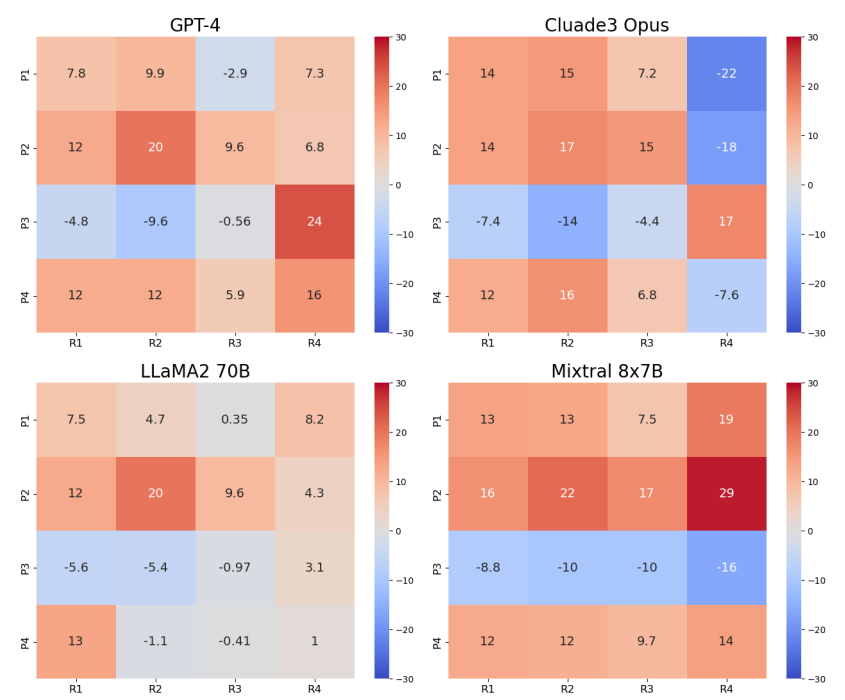 GPT-4
P1 7.8 9.9 -2.9 7.3
P2 12 20 9.6 6.8
P3 -4.8 -9.6 -0.56 24
P4 12 12 5.9 16
R1 R2 R3 R4
30
20
10
0
−10
−20
−30
Cluade3 Opus
P1 14 15 7.2 -22
P2 14 17 15 -18
P3 -7.4 -14 -4.4 17
P4 12 16 6.8 -7.6
R1 R2 R3 R4
30
20
10
0
−10
−20
−30
LLaMA2 70B
P1 7.5 4.7 0.35 8.2
P2 12 20 9.6 4.3
P3 -5.6 -5.4 -0.97 3.1
P4 13 -1.1 -0.41 1
R1 R2 R3 R4
30
20
10
0
−10
−20
−30
Mixtral 8x7B
P1 13 13 7.5 19
P2 16 22 17 29
P3 -8.8 -10 -10 -16
P4 12 12 9.7 14
R1 R2 R3 R4
30
20
10
0
−10
−20
−30